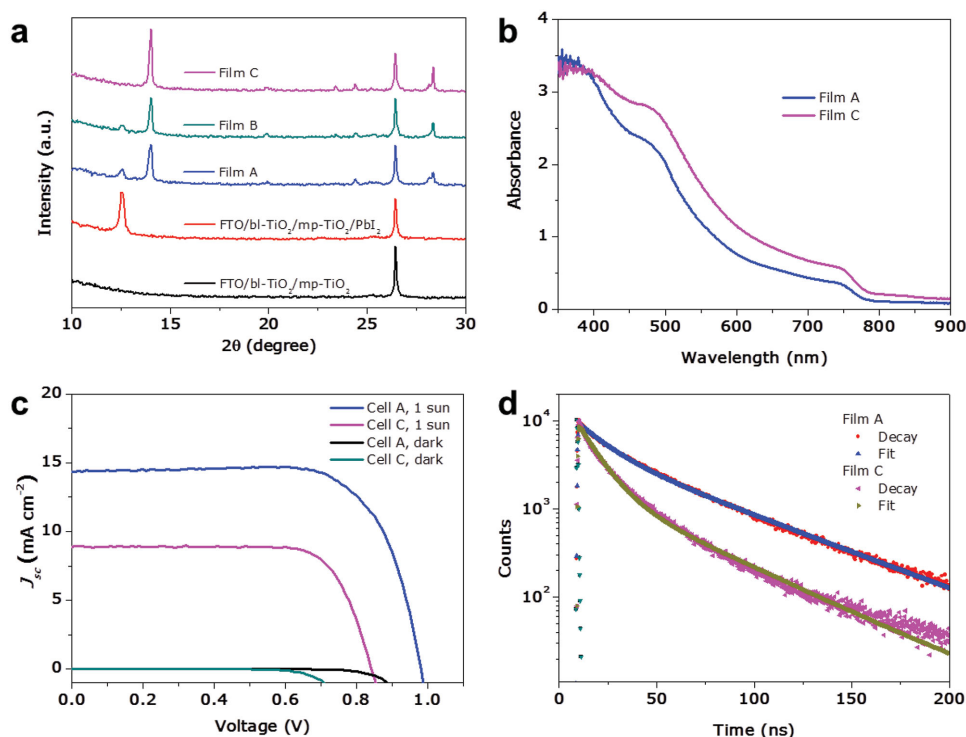 a
Intensity (a.u.)
Film C
Film B
Film A
FTO/bl-TiO₂/mp-TiO₂/PbI₂
FTO/bl-TiO₂/mp-TiO₂
10 15 20 25 30
2θ (degree)
b
Absorbance
4
3
2
1
0
Film A
Film C
400 500 600 700 800 900
Wavelength (nm)
c
J_sc (mA cm⁻²)
20
15
10
5
0
Cell A, 1 sun
Cell C, 1 sun
Cell A, dark
Cell C, dark
0.0 0.2 0.4 0.6 0.8 1.0
Voltage (V)
d
Counts
10⁴
10³
10²
Film A
Decay
Fit
Film C
Decay
Fit
0 50 100 150 200
Time (ns)